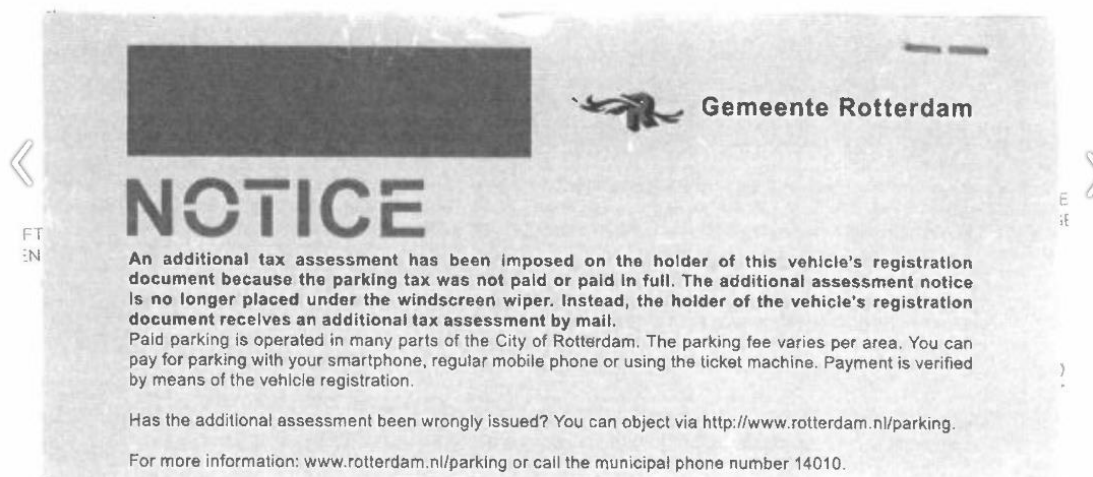 Gemeente Rotterdam
NOTICE
An additional tax assessment has been imposed on the holder of this vehicle's registration
document because the parking tax was not paid or paid in full. The additional assessment notice
is no longer placed under the windscreen wiper. Instead, the holder of the vehicle's registration
document receives an additional tax assessment by mail.
Paid parking is operated in many parts of the City of Rotterdam. The parking fee varies per area. You can
pay for parking with your smartphone, regular mobile phone or using the ticket machine. Payment is verified
by means of the vehicle registration.
Has the additional assessment been wrongly issued? You can object via http://www.rotterdam.nl/parking.
For more information: www.rotterdam.nl/parking or call the municipal phone number 14010.
FT
EN